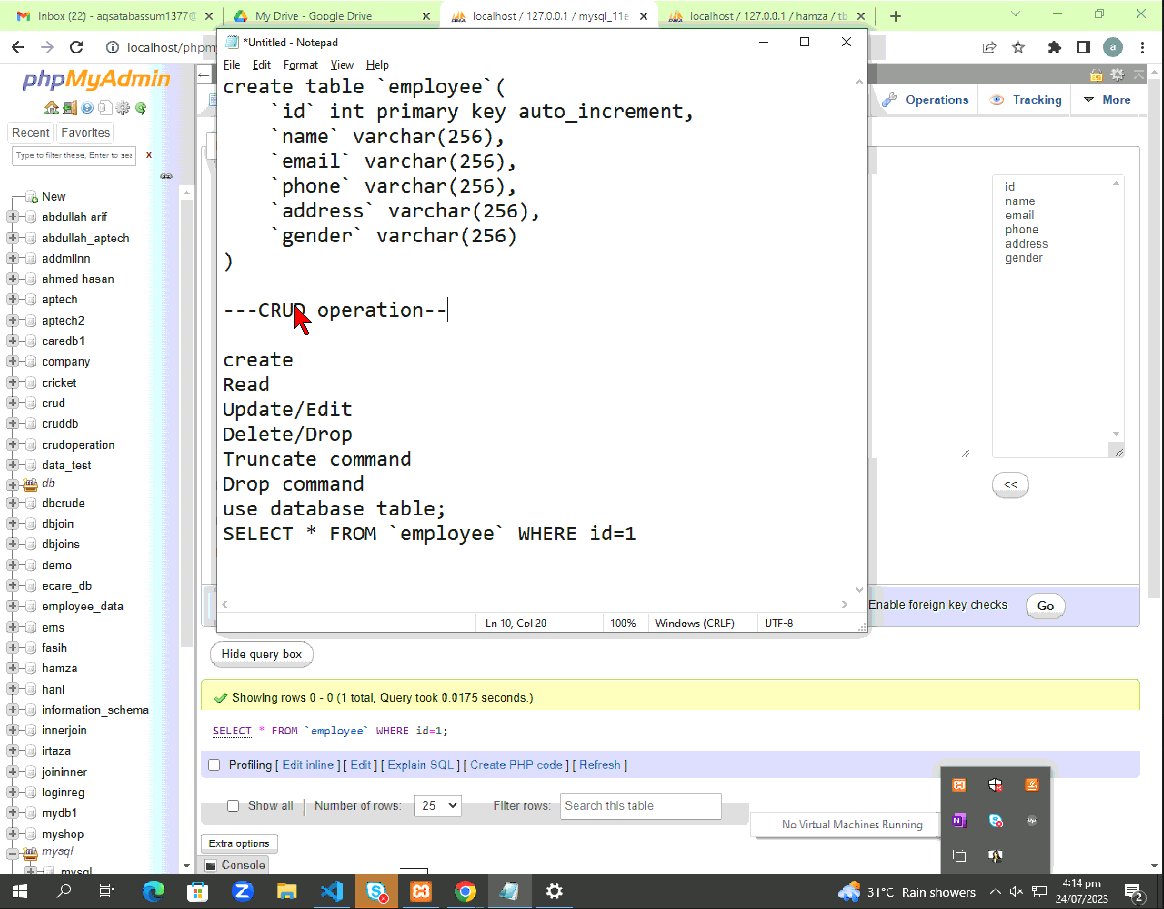 Inbox (22) - aqsatabassum1377@
My Drive - Google Drive
localhost / 127.0.0.1 / mysql_11
localhost / 127.0.0.1 / hamza / tb
localhost/phpm
*Untitled - Notepad
File Edit Format View Help
create table `employee`(
`id` int primary key auto_increment,
`name` varchar(256),
`email` varchar(256),
`phone` varchar(256),
`address` varchar(256),
`gender` varchar(256)
)
---CRUD operation--
create
Read
Update/Edit
Delete/Drop
Truncate command
Drop command
use database table;
SELECT * FROM `employee` WHERE id=1
Ln 10, Col 20 100% Windows (CRLF) UTF-8
phpMyAdmin
Recent Favorites
Type to filter these, Enter to sea X
New
abdullah arif
abdullah_aptech
addmiinn
ahmed hasan
aptech
aptech2
caredb1
company
cricket
crud
cruddb
crudoperation
data_test
db
dbcrude
dbjoin
dbjoins
demo
ecare_db
employee_data
ems
fasih
hamza
hanI
information_schema
innerjoin
irtaza
joininner
loginreg
mydb1
myshop
mysql
mysql
Operations Tracking More
id
name
email
phone
address
gender
<<
Enable foreign key checks Go
Hide query box
Showing rows 0 - 0 (1 total, Query took 0.0175 seconds.)
SELECT * FROM `employee` WHERE id=1;
Profiling [ Edit inline ] [ Edit ] [ Explain SQL ] [ Create PHP code ] [ Refresh ]
Show all Number of rows: 25 Filter rows: Search this table
No Virtual Machines Running
Extra options
Console
31°C Rain showers
4:14 pm
24/07/2023
2